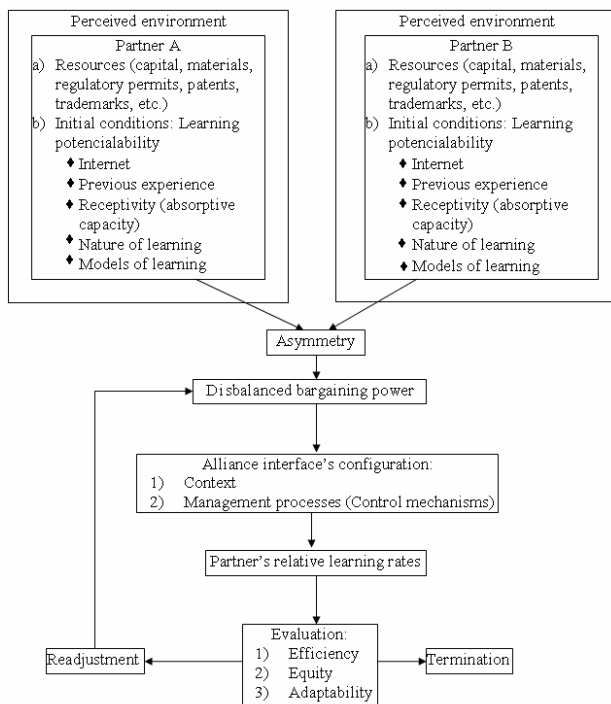 Perceived environment
Partner A
a) Resources (capital, materials,
regulatory permits, patents,
trademarks, etc.)
b) Initial conditions: Learning
potencialability
♦ Internet
♦ Previous experience
♦ Receptivity (absorptive
capacity)
♦ Nature of learning
♦ Models of learning
Perceived environment
Partner B
a) Resources (capital, materials,
regulatory permits, patents,
trademarks, etc.)
b) Initial conditions: Learning
potencialability
♦ Internet
♦ Previous experience
♦ Receptivity (absorptive
capacity)
♦ Nature of learning
♦ Models of learning
Asymmetry
Disbalanced bargaining power
Alliance interface's configuration:
1) Context
2) Management processes (Control mechanisms)
Partner's relative learning rates
Evaluation:
1) Efficiency
2) Equity
3) Adaptability
Readjustment
Termination